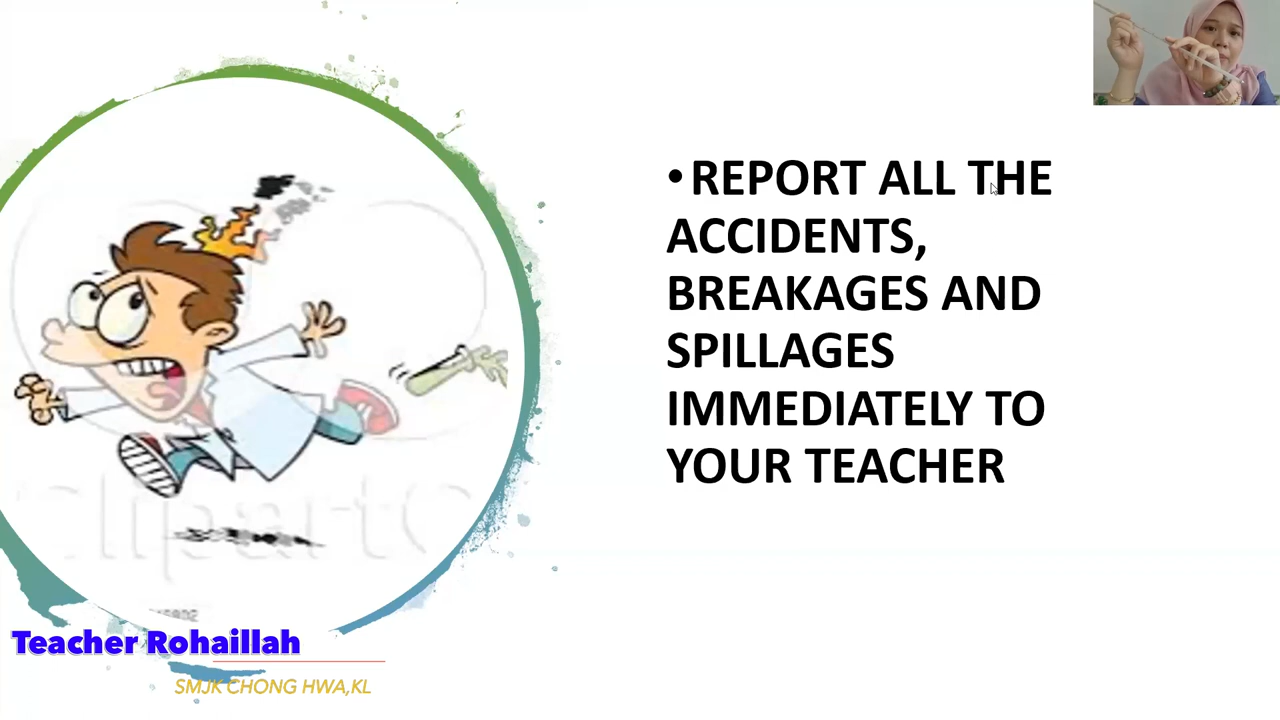 •REPORT ALL THE
ACCIDENTS,
BREAKAGES AND
SPILLAGES
IMMEDIATELY TO
YOUR TEACHER
Teacher Rohaillah
SMJK CHONG HWA,KL